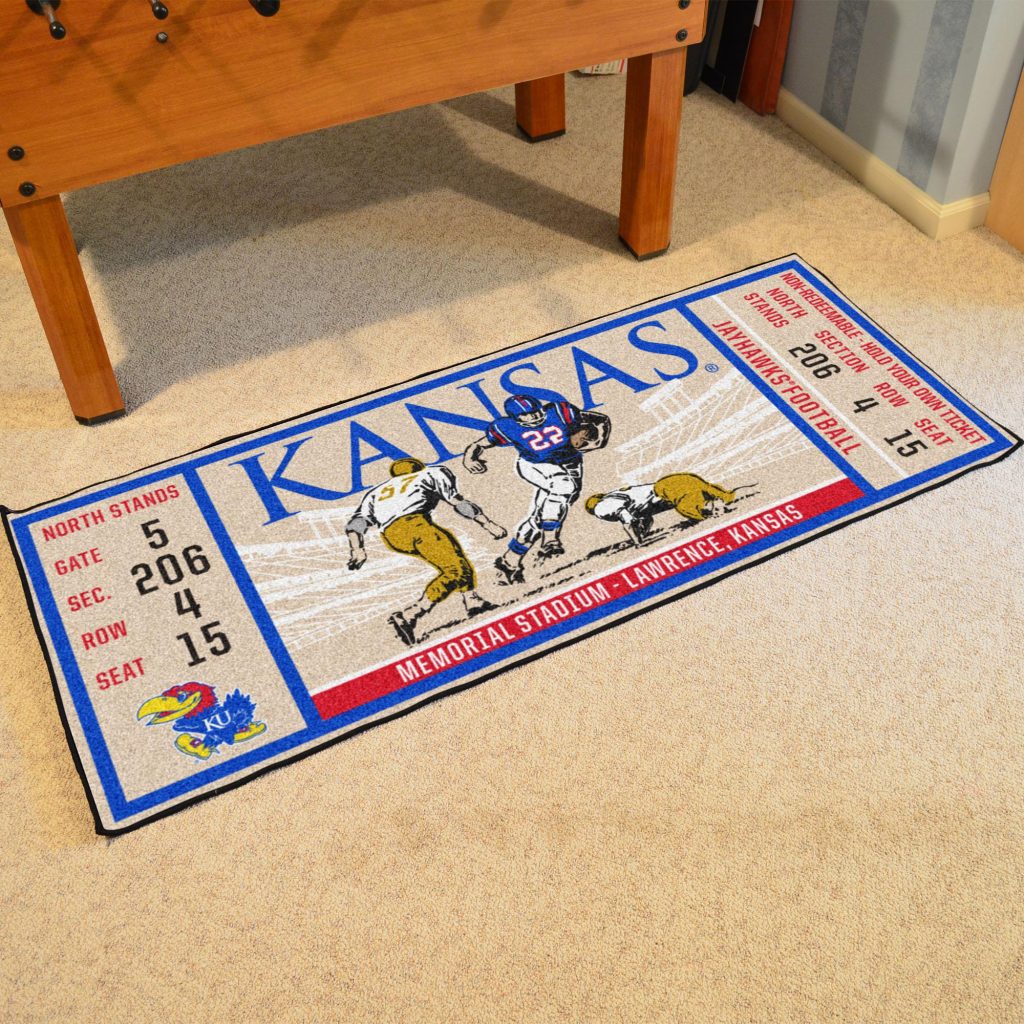 NORTH STANDS
GATE 5
SEC. 206
ROW 4
SEAT 15
KU
KANSAS®
57
22
MEMORIAL STADIUM - LAWRENCE, KANSAS
JAYHAWKS® FOOTBALL
NORTH STANDS
SECTION 206
ROW 4
SEAT 15
NON-REDEEMABLE - HOLD YOUR OWN TICKET